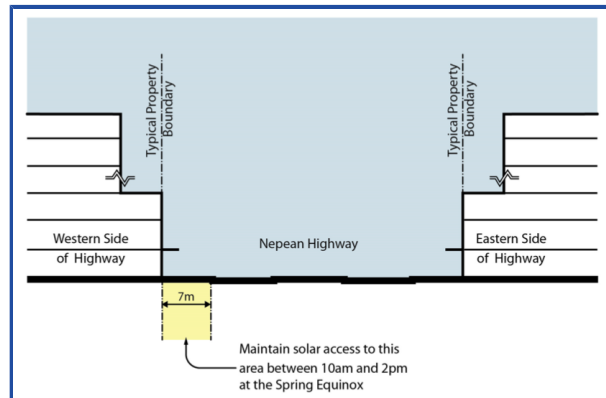 Typical Property
Boundary
Typical Property
Boundary
Western Side
of Highway
Nepean Highway
Eastern Side
of Highway
7m
Maintain solar access to this
area between 10am and 2pm
at the Spring Equinox